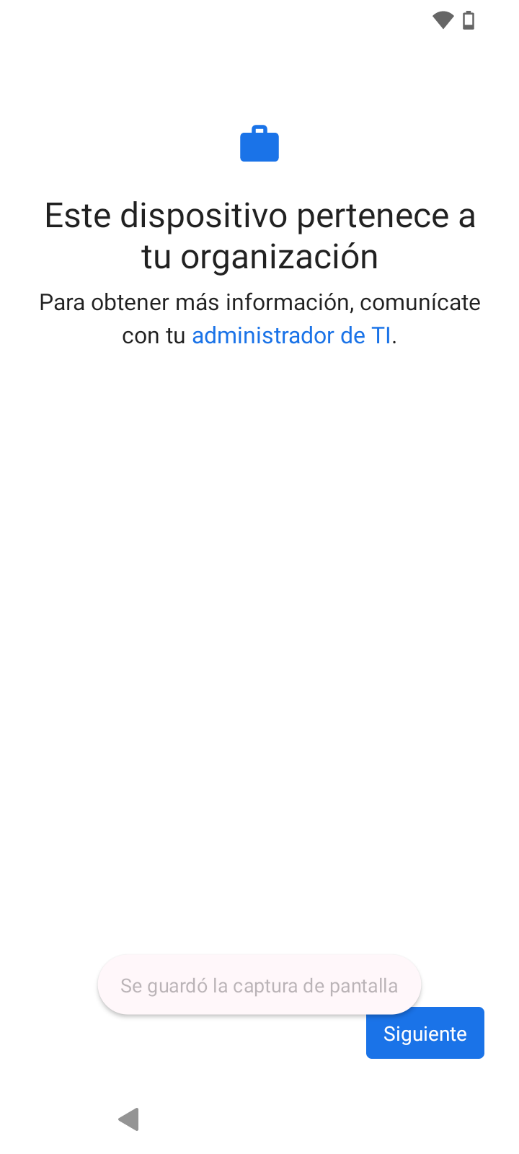 Este dispositivo pertenece a
tu organización
Para obtener más información, comunícate
con tu administrador de TI.
Se guardó la captura de pantalla
Siguiente